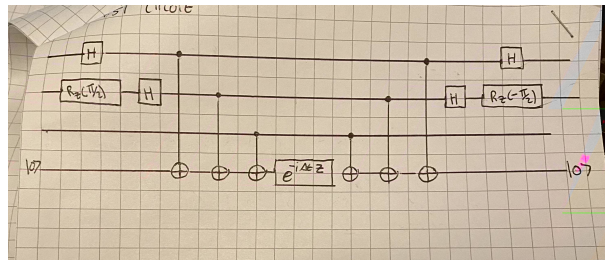 H H
R_z(π/2) H H R_z(-π/2)
|0> e^{-iΔtZ} |0>